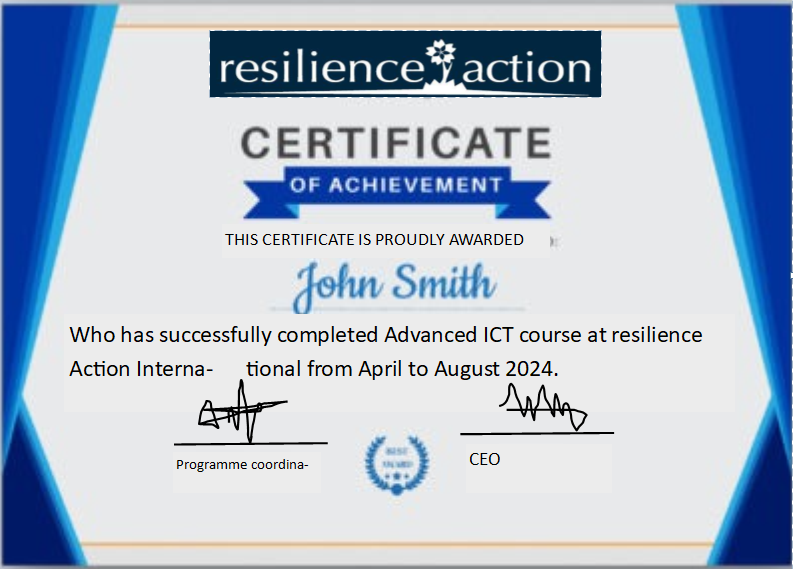 resilience action
CERTIFICATE
OF ACHIEVEMENT
THIS CERTIFICATE IS PROUDLY AWARDED
John Smith
Who has successfully completed Advanced ICT course at resilience
Action Interna- tional from April to August 2024.
Programme coordina-
CEO
BEST
AWARD